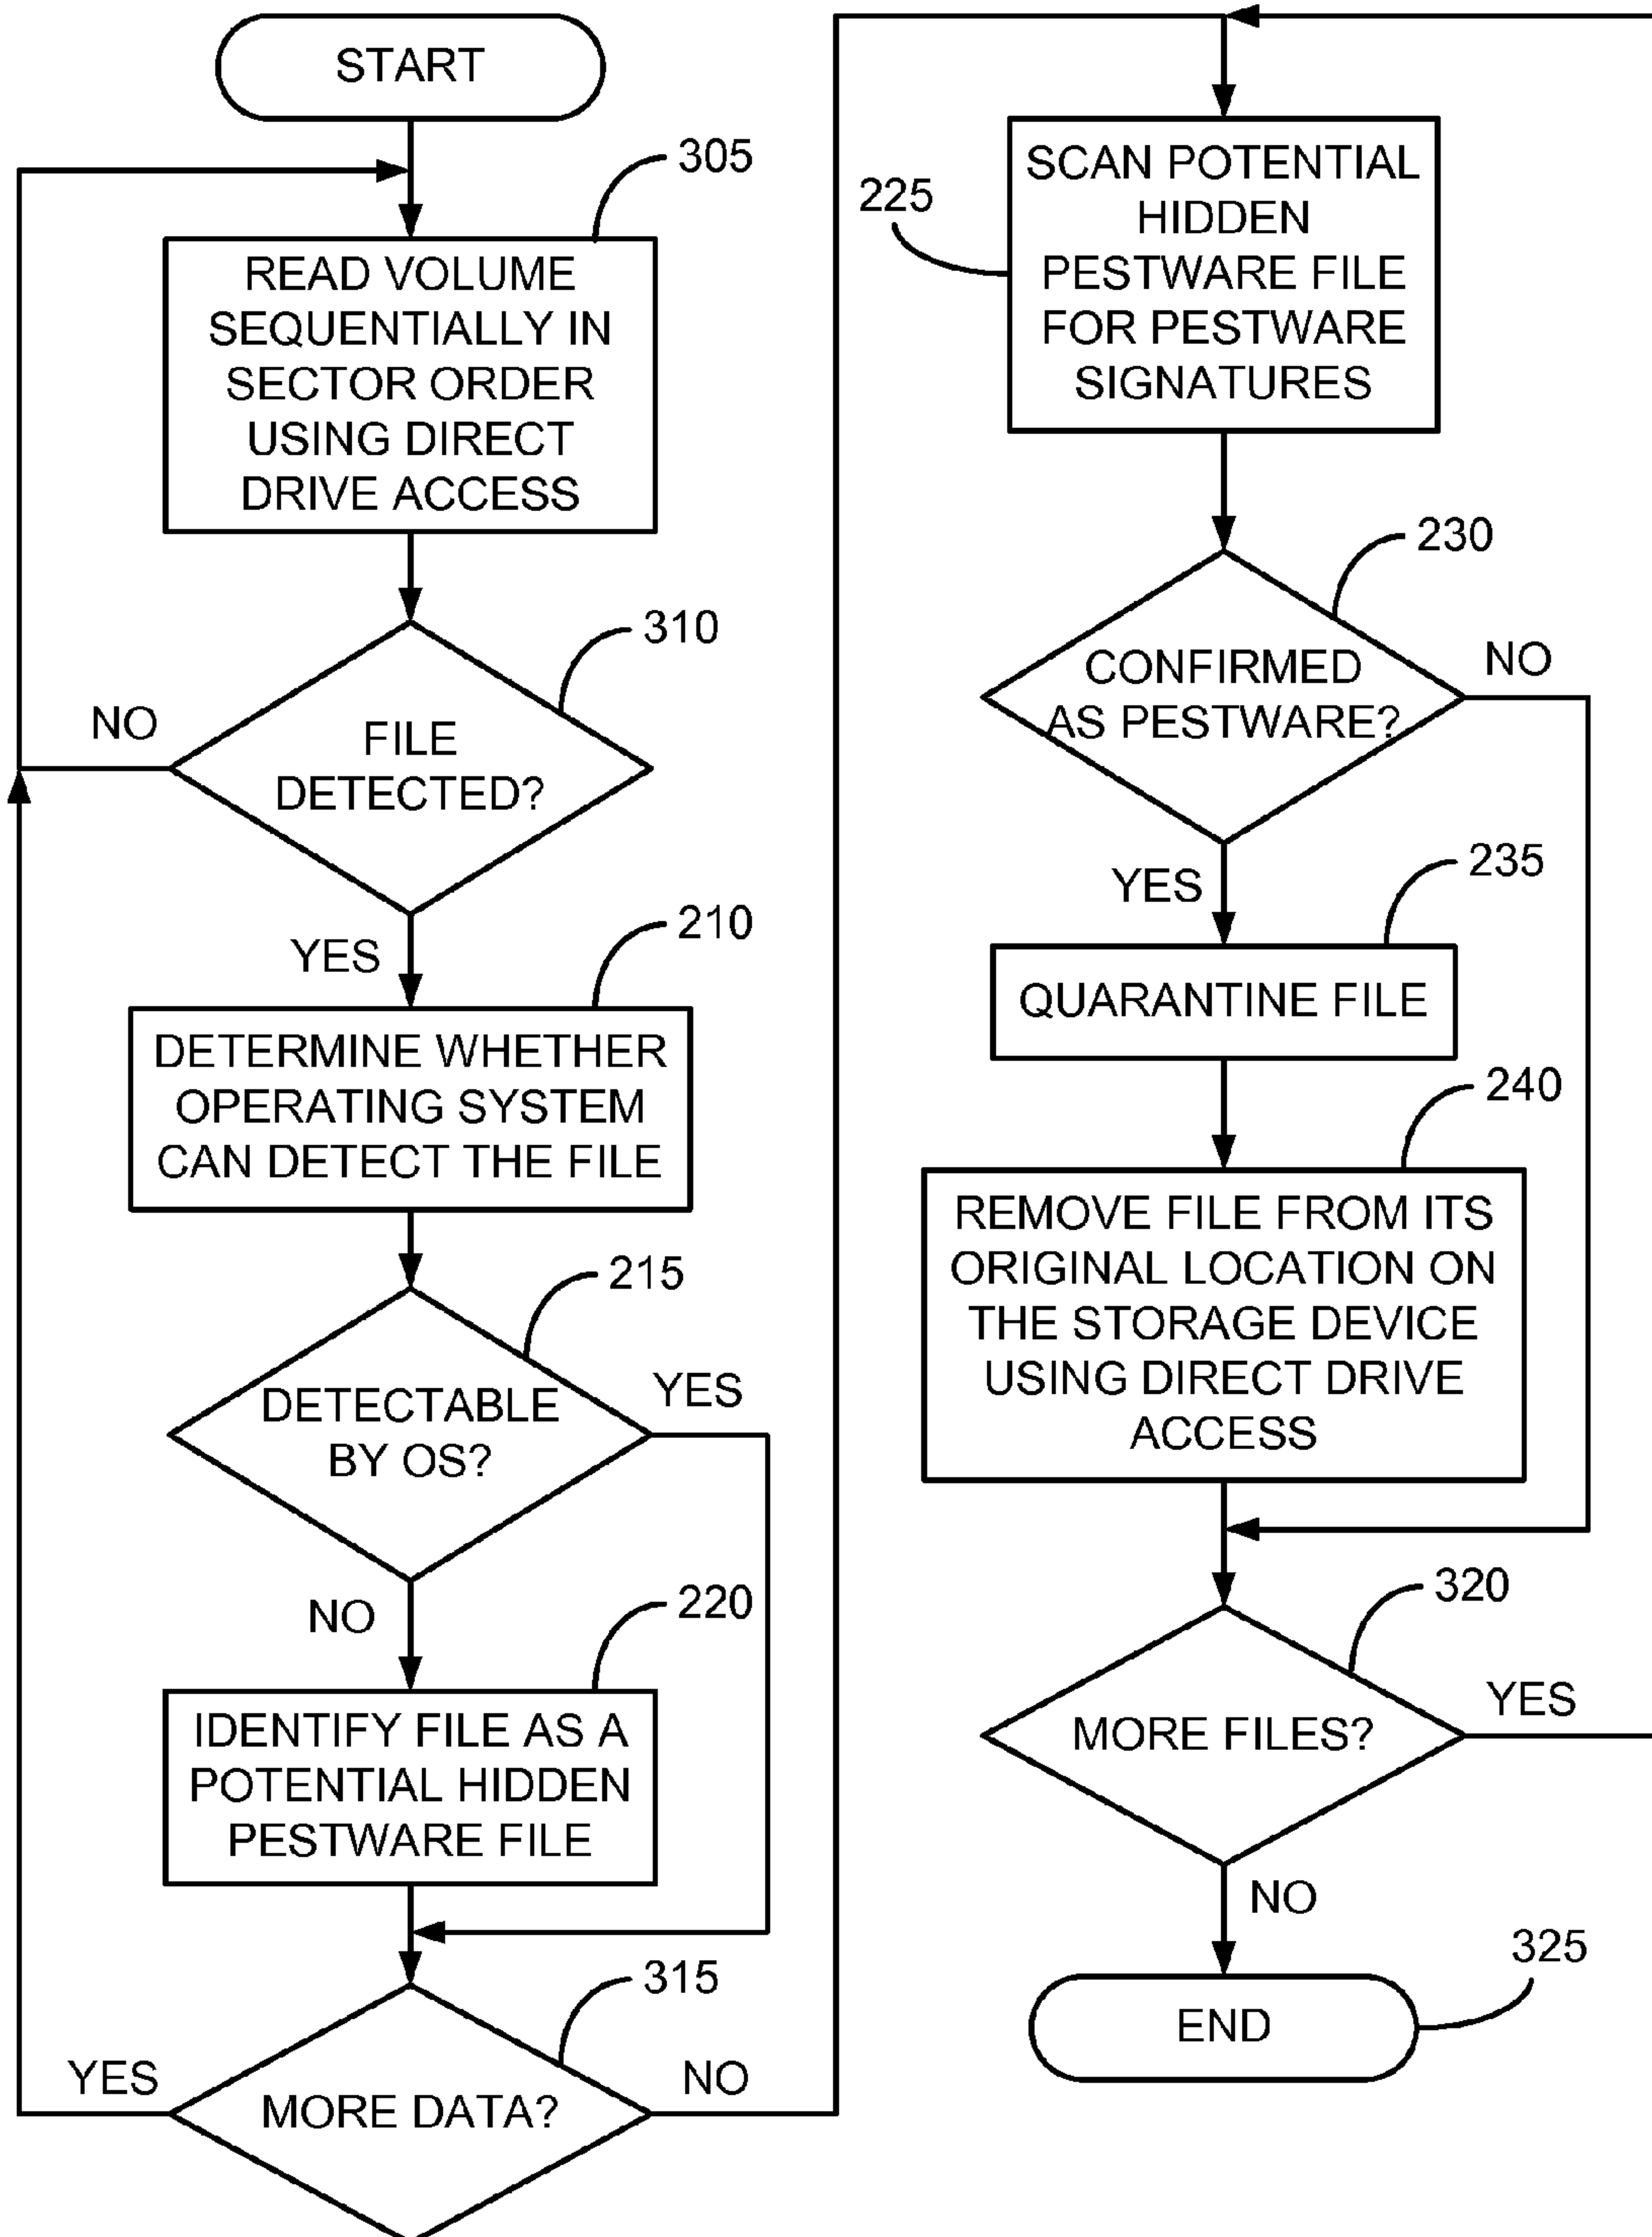 START
305
READ VOLUME
SEQUENTIALLY IN
SECTOR ORDER
USING DIRECT
DRIVE ACCESS
310
NO
FILE
DETECTED?
YES
210
DETERMINE WHETHER
OPERATING SYSTEM
CAN DETECT THE FILE
215
DETECTABLE
BY OS?
YES
NO
220
IDENTIFY FILE AS A
POTENTIAL HIDDEN
PESTWARE FILE
315
YES
MORE DATA?
NO
225
SCAN POTENTIAL
HIDDEN
PESTWARE FILE
FOR PESTWARE
SIGNATURES
230
NO
CONFIRMED
AS PESTWARE?
YES
235
QUARANTINE FILE
240
REMOVE FILE FROM ITS
ORIGINAL LOCATION ON
THE STORAGE DEVICE
USING DIRECT DRIVE
ACCESS
320
MORE FILES?
YES
NO
325
END